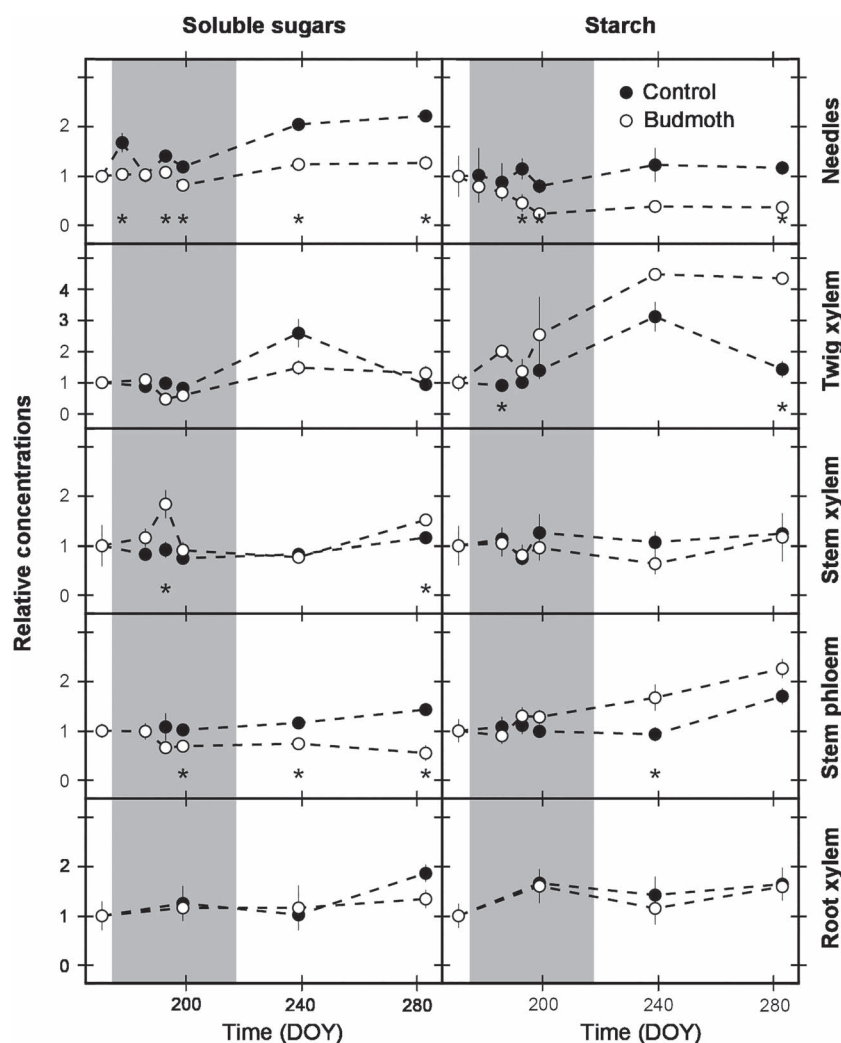 Soluble sugars Starch
Control
Budmoth
2
1
0
* * * * *
* * *
Needles
4
3
2
1
0
* *
Twig xylem
2
1
0
* *
Stem xylem
2
1
0
* * *
*
Stem phloem
2
1
0
Root xylem
Relative concentrations
200 240 280 200 240 280
Time (DOY) Time (DOY)